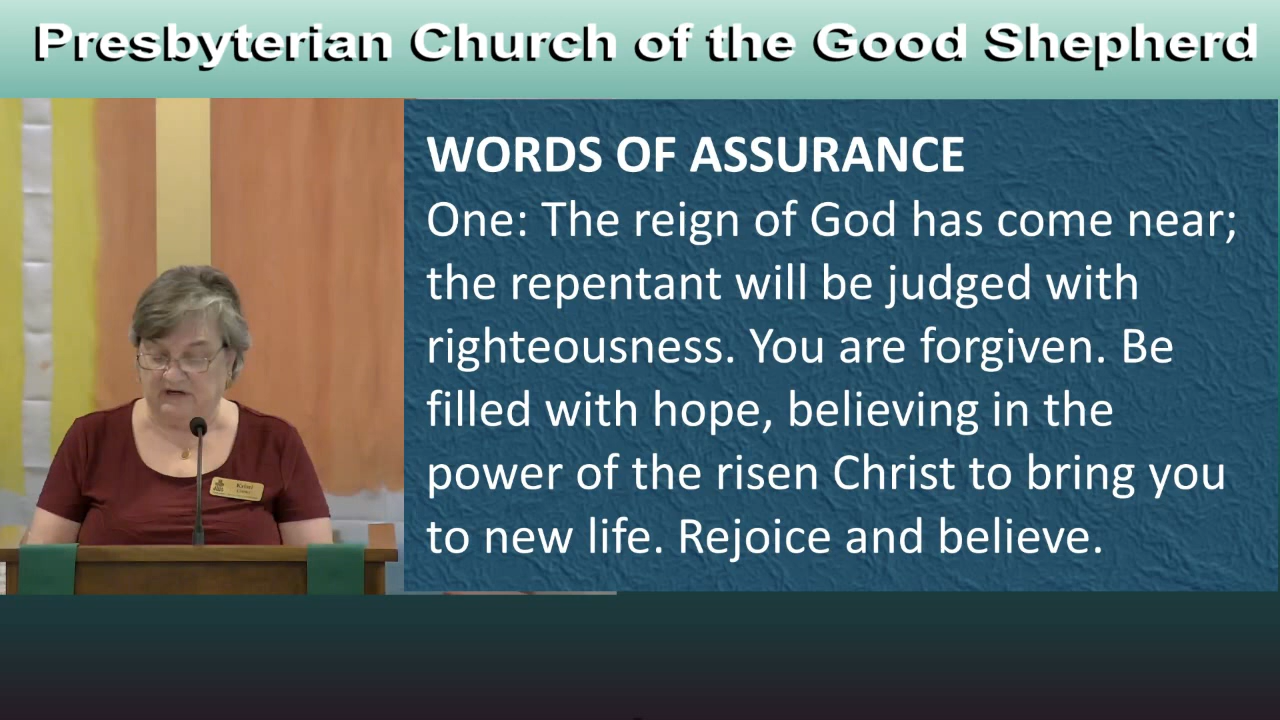 Presbyterian Church of the Good Shepherd
WORDS OF ASSURANCE
One: The reign of God has come near;
the repentant will be judged with
righteousness. You are forgiven. Be
filled with hope, believing in the
power of the risen Christ to bring you
to new life. Rejoice and believe.